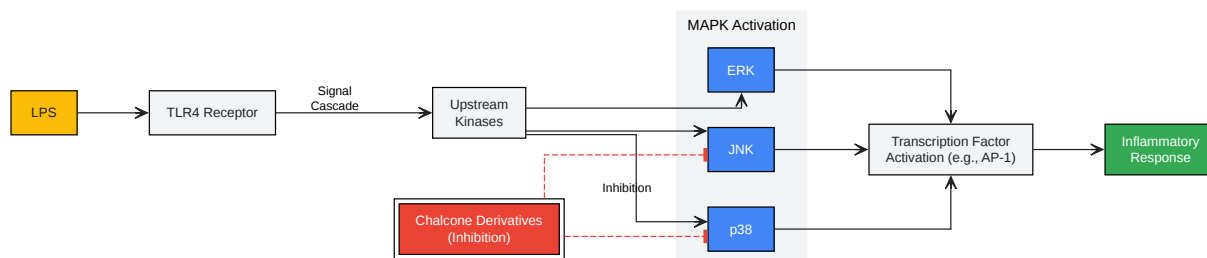 MAPK Activation
ERK
LPS
TLR4 Receptor
Signal
Cascade
Upstream
Kinases
JNK
Transcription Factor
Activation (e.g., AP-1)
Inflammatory
Response
Inhibition
Chalcone Derivatives
(Inhibition)
p38